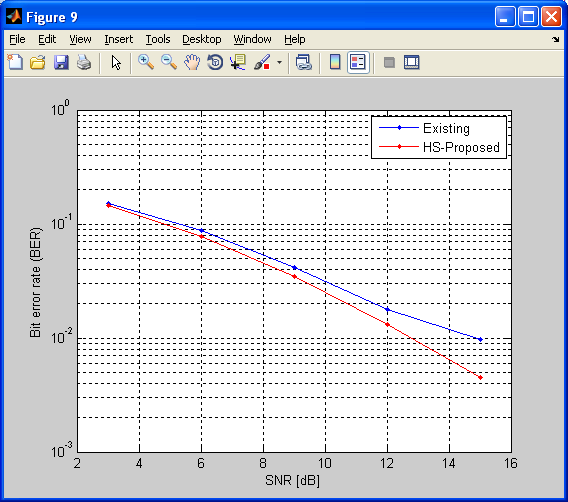 Figure 9
File Edit View Insert Tools Desktop Window Help
10^0
10^-1
10^-2
10^-3
Bit error rate (BER)
Existing
HS-Proposed
2 4 6 8 10 12 14 16
SNR [dB]